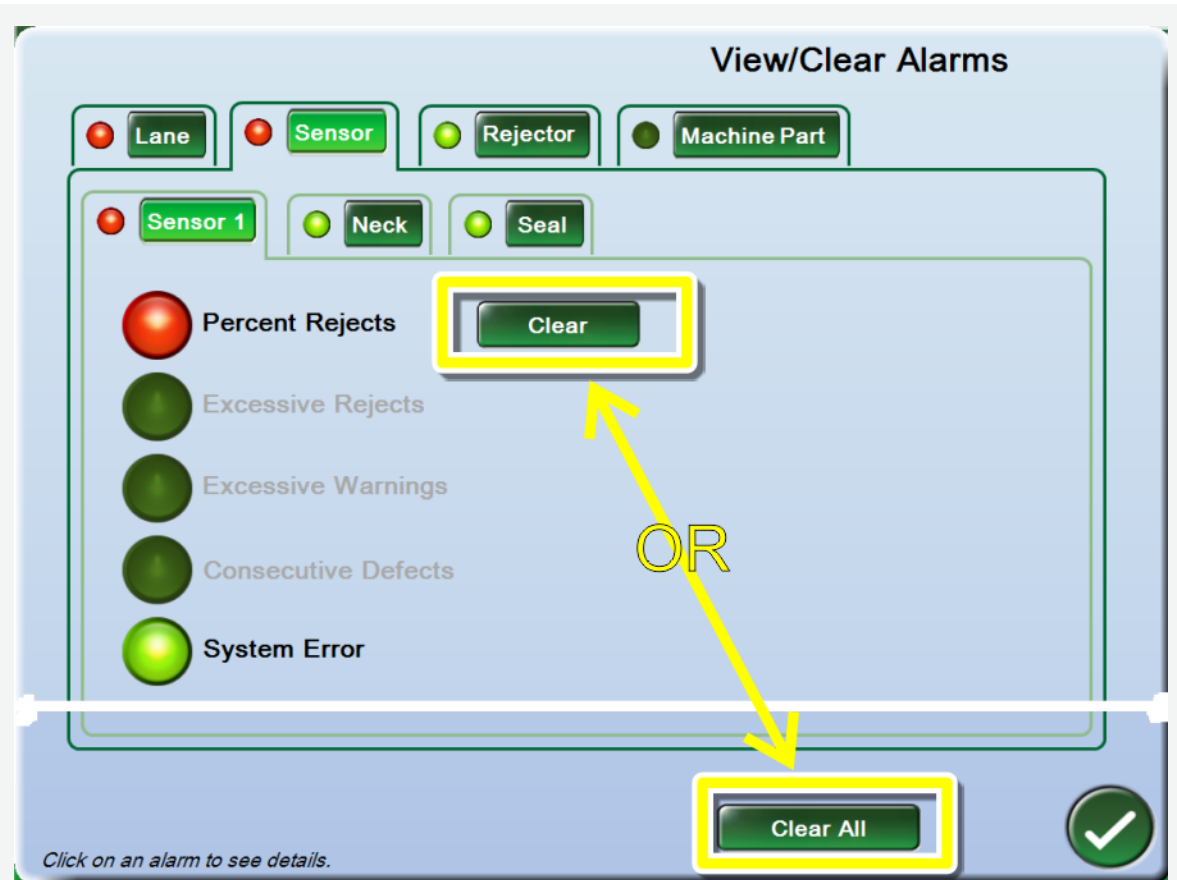 View/Clear Alarms
Lane Sensor Rejector Machine Part
Sensor 1 Neck Seal
Percent Rejects Clear
Excessive Rejects
Excessive Warnings
OR
Consecutive Defects
System Error
Clear All
Click on an alarm to see details.